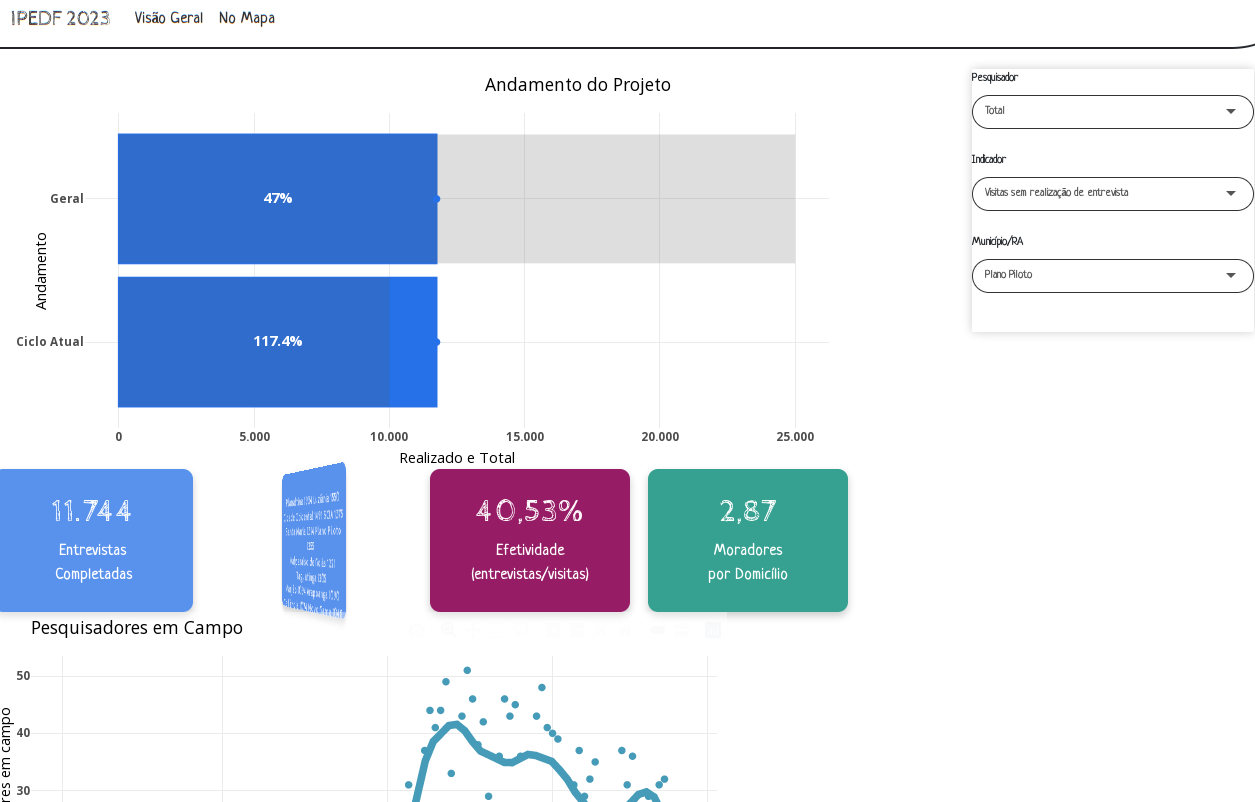 IPEDF 2023 Visão Geral No Mapa
Andamento do Projeto
Pesquisador
Total
Indicador
Visitas sem realização de entrevista
Município/RA
Plano Piloto
47%
Geral
Andamento
117.4%
Ciclo Atual
0 5.000 10.000 15.000 20.000 25.000
Realizado e Total
11.744
Entrevistas
Completadas
Plano Piloto
40,53%
Efetividade
(entrevistas/visitas)
2,87
Moradores
por Domicílio
Pesquisadores em Campo
50
40
30
res em campo